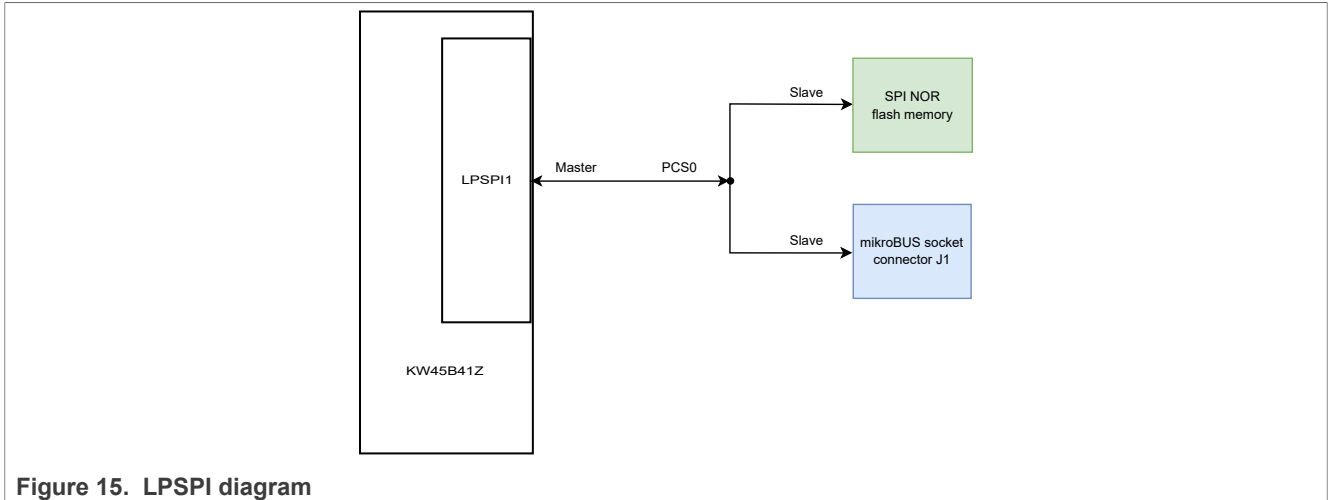 LPSPI1
KW45B41Z
Master
PCS0
Slave
SPI NOR
flash memory
Slave
mikroBUS socket
connector J1
Figure 15. LPSPI diagram